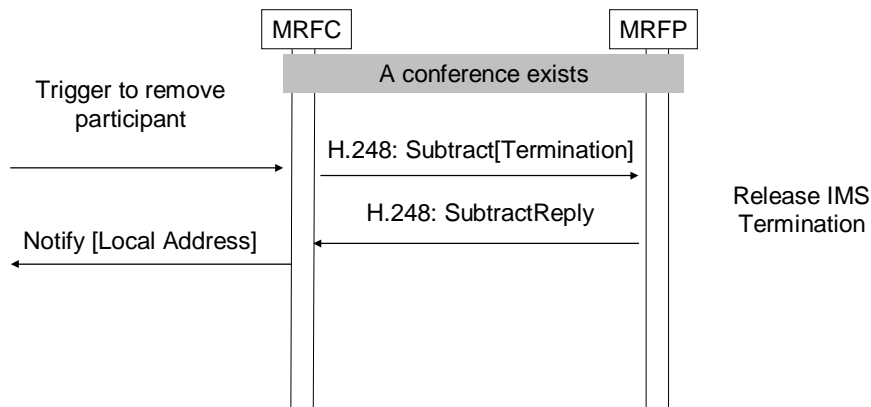 MRFC
MRFP
A conference exists
Trigger to remove
participant
H.248: Subtract[Termination]
H.248: SubtractReply
Release IMS
Termination
Notify [Local Address]